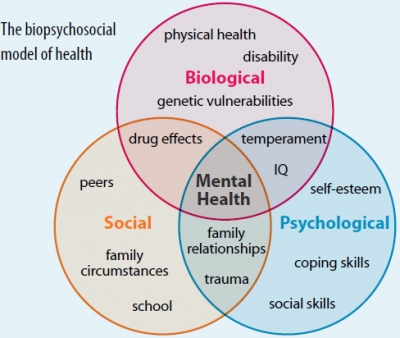 The biopsychosocial
model of health
physical health
disability
Biological
genetic vulnerabilities
drug effects
temperament
IQ
Mental
Health
peers
self-esteem
Social
Psychological
family
relationships
family
circumstances
coping skills
trauma
school
social skills